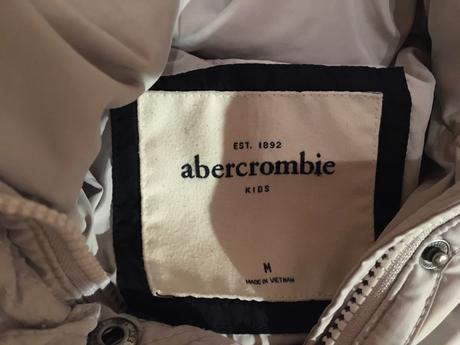 EST. 1892
abercrombie
KIDS
M
MADE IN VIETNAM